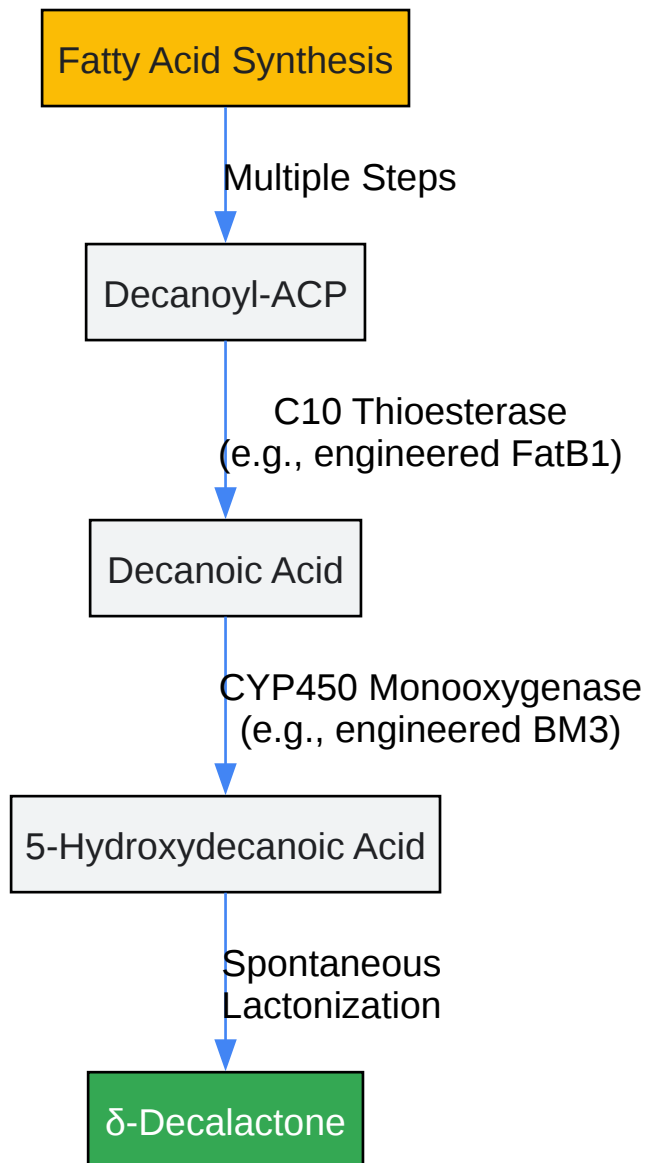 Fatty Acid Synthesis
Multiple Steps
Decanoyl-ACP
C10 Thioesterase
(e.g., engineered FatB1)
Decanoic Acid
CYP450 Monooxygenase
(e.g., engineered BM3)
5-Hydroxydecanoic Acid
Spontaneous
Lactonization
δ-Decalactone